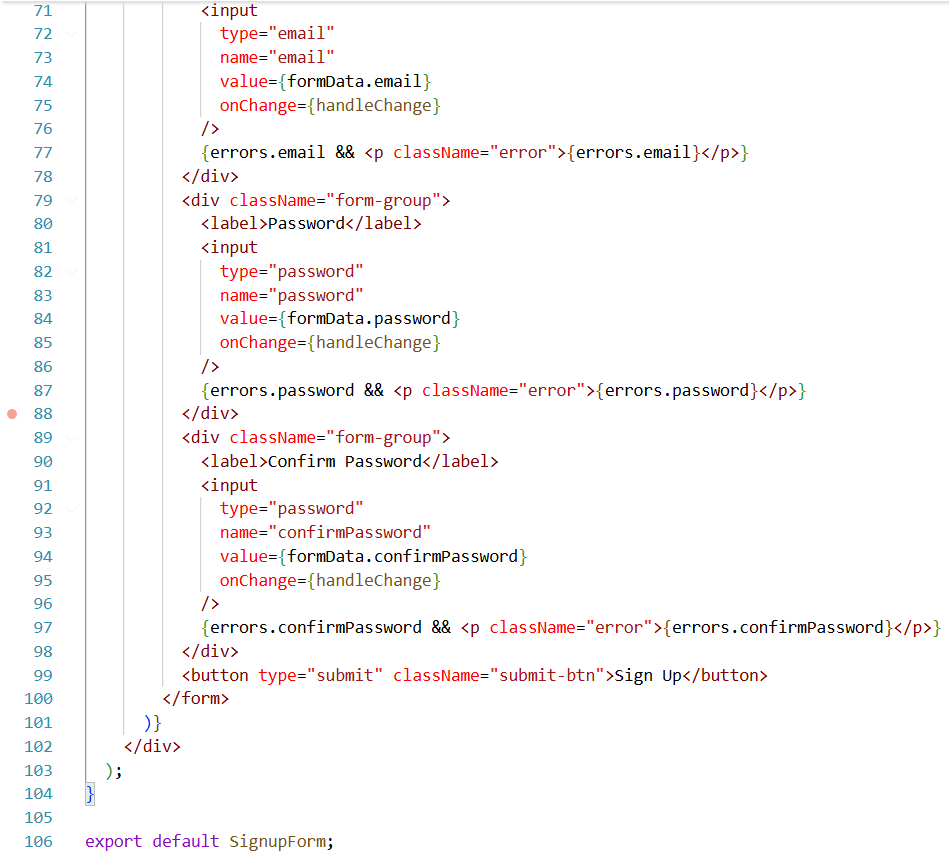 71 <input
72 type="email"
73 name="email"
74 value={formData.email}
75 onChange={handleChange}
76 />
77 {errors.email && <p className="error">{errors.email}</p>}
78 </div>
79 <div className="form-group">
80 <label>Password</label>
81 <input
82 type="password"
83 name="password"
84 value={formData.password}
85 onChange={handleChange}
86 />
87 {errors.password && <p className="error">{errors.password}</p>}
88 </div>
89 <div className="form-group">
90 <label>Confirm Password</label>
91 <input
92 type="password"
93 name="confirmPassword"
94 value={formData.confirmPassword}
95 onChange={handleChange}
96 />
97 {errors.confirmPassword && <p className="error">{errors.confirmPassword}</p>}
98 </div>
99 <button type="submit" className="submit-btn">Sign Up</button>
100 </form>
101 )}
102 </div>
103 );
104 }
105
106 export default SignupForm;